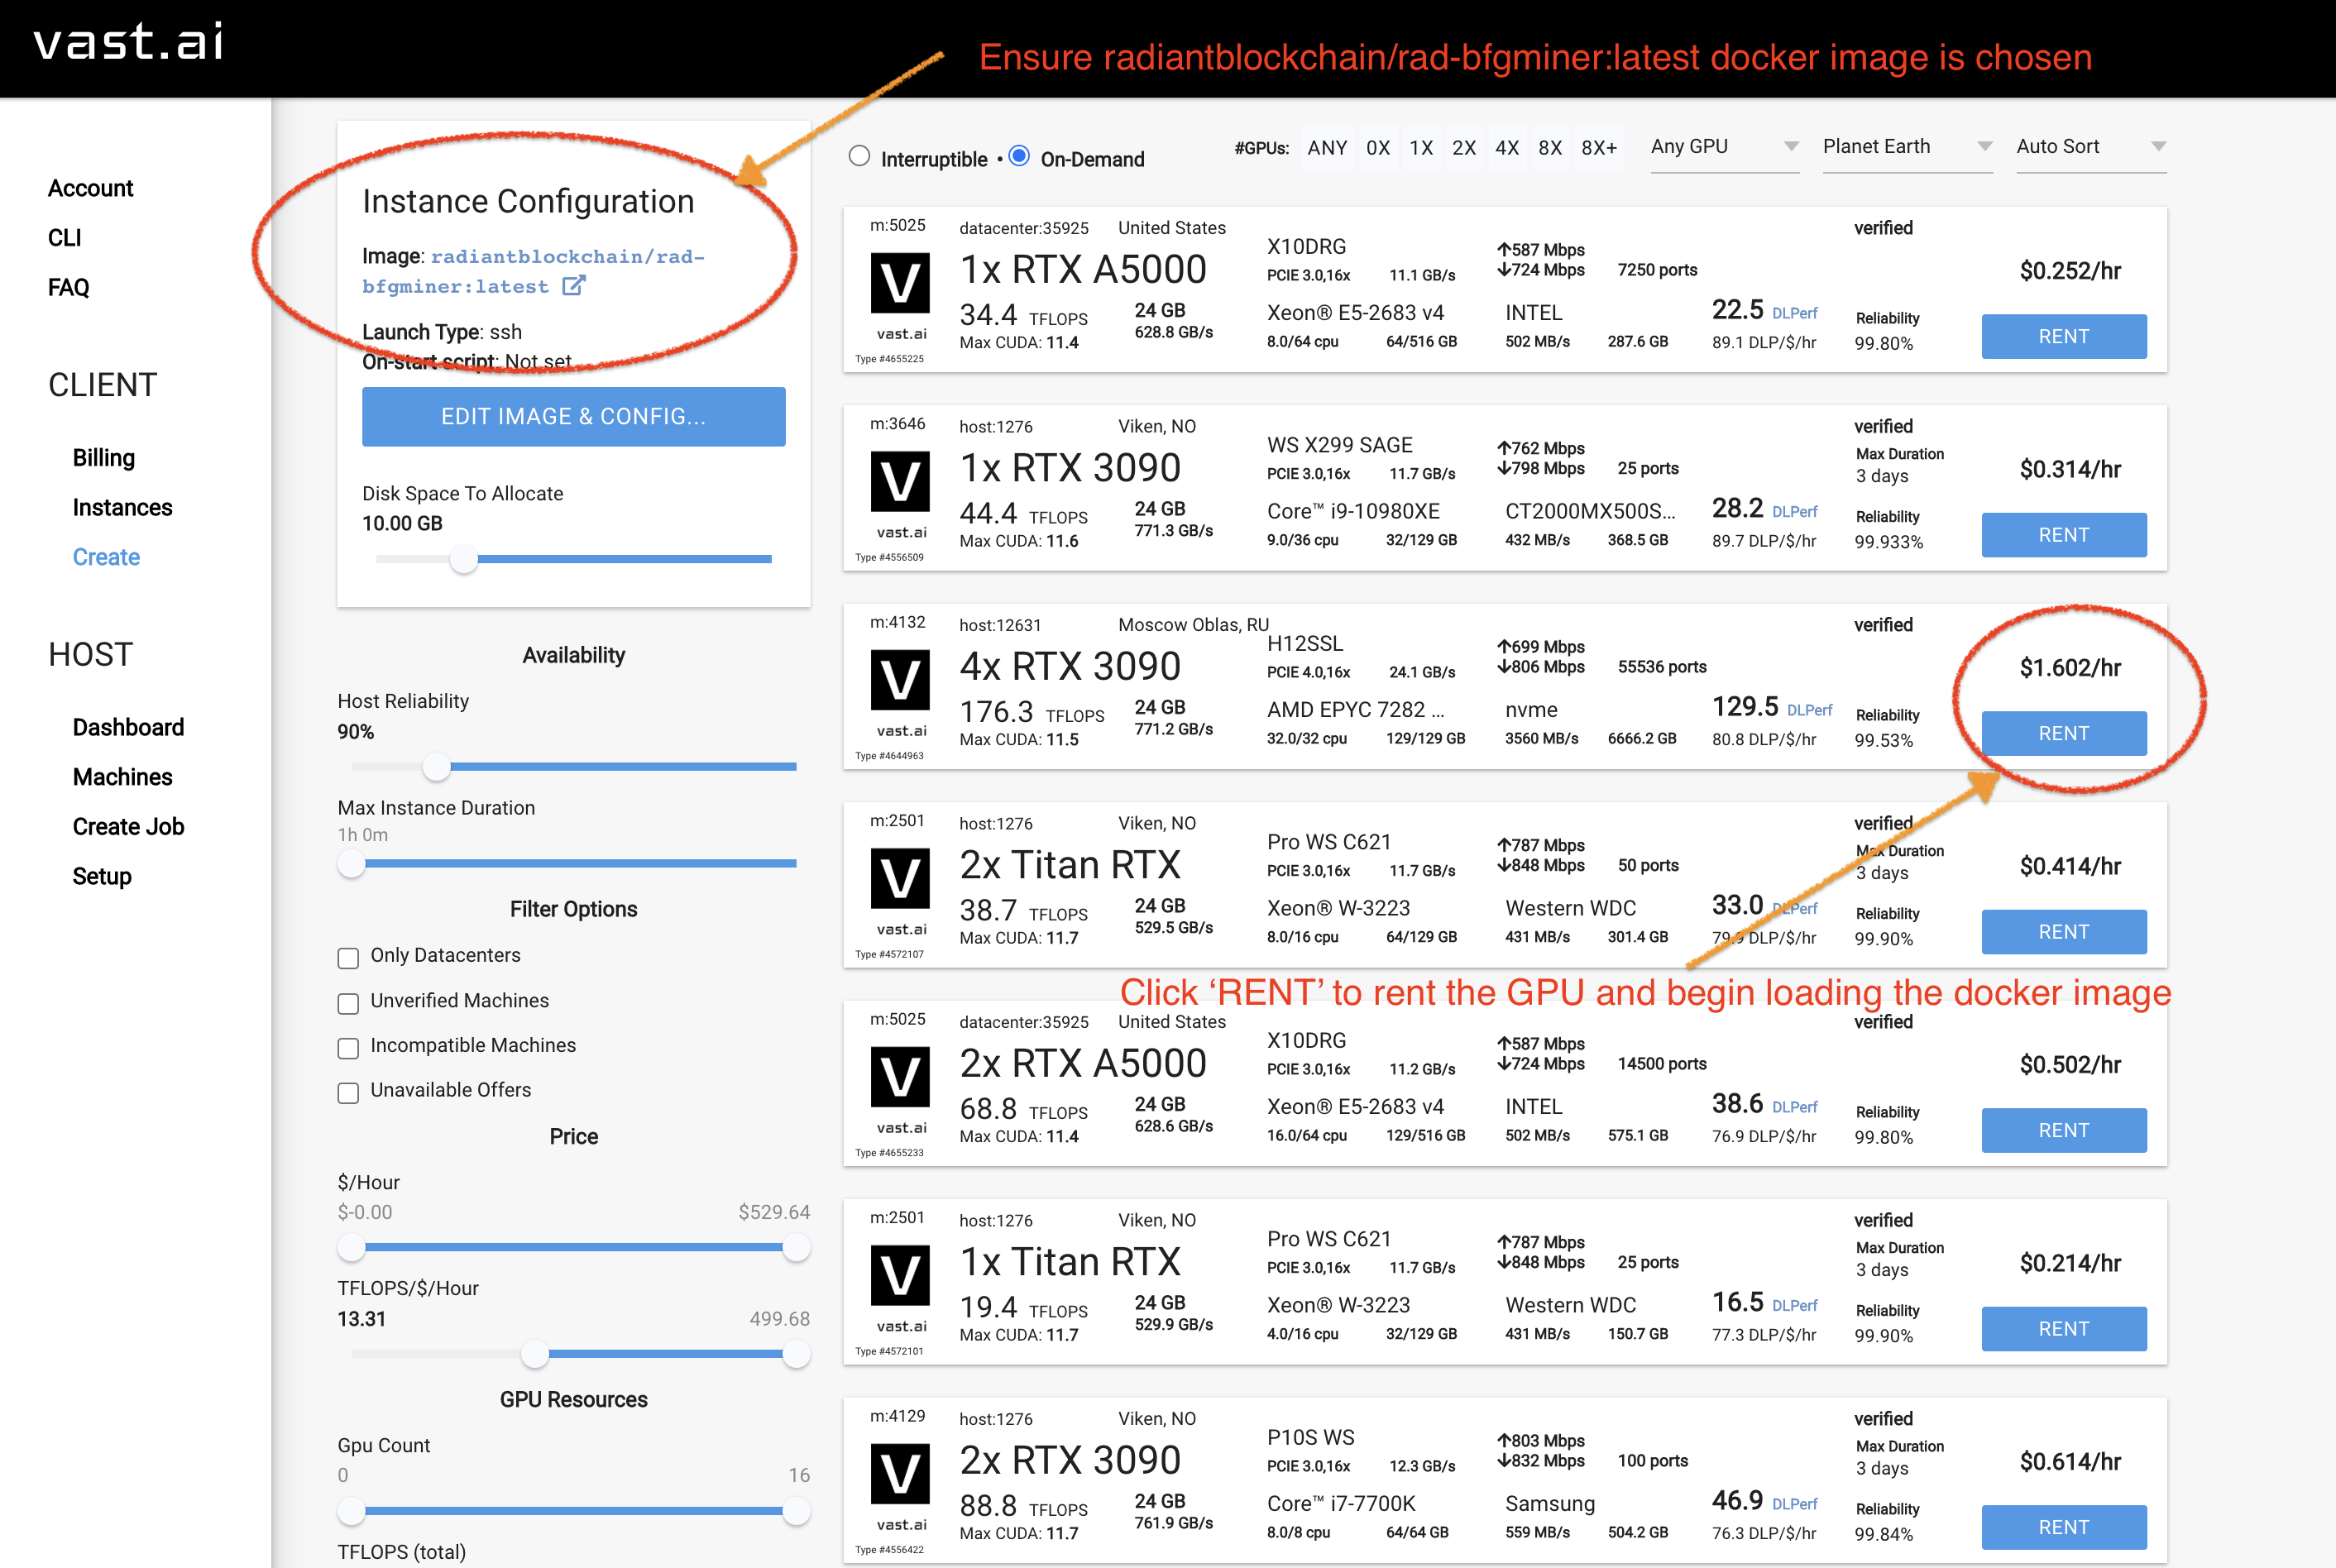 vast.ai
Ensure radiantblockchain/rad-bfgminer:latest docker image is chosen
Account
CLI
FAQ
CLIENT
Billing
Instances
Create
HOST
Dashboard
Machines
Create Job
Setup
Instance Configuration
Image: radiantblockchain/rad-
bfgminer:latest
Launch Type: ssh
On-start script: Not set
EDIT IMAGE & CONFIG...
Disk Space To Allocate
10.00 GB
Availability
Host Reliability
90%
Max Instance Duration
1h 0m
Filter Options
Only Datacenters
Unverified Machines
Incompatible Machines
Unavailable Offers
Price
$/Hour
$-0.00 $529.64
TFLOPS/$/Hour
13.31 499.68
GPU Resources
Gpu Count
0 16
TFLOPS (total)
Interruptible • On-Demand #GPUs: ANY 0X 1X 2X 4X 8X 8X+ Any GPU Planet Earth Auto Sort
m:5025 datacenter:35925 United States verified
X10DRG ↑587 Mbps
1x RTX A5000 PCIE 3.0,16x 11.1 GB/s ↓724 Mbps 7250 ports $0.252/hr
34.4 TFLOPS 24 GB Xeon® E5-2683 v4 INTEL 22.5 DLPerf Reliability
vast.ai Max CUDA: 11.4 628.8 GB/s 8.0/64 cpu 64/516 GB 502 MB/s 287.6 GB 89.1 DLP/$/hr 99.80% RENT
Type #4655225
m:3646 host:1276 Viken, NO verified
WS X299 SAGE ↑762 Mbps Max Duration
1x RTX 3090 PCIE 3.0,16x 11.7 GB/s ↓798 Mbps 25 ports 3 days $0.314/hr
44.4 TFLOPS 24 GB Core™ i9-10980XE CT2000MX500S... 28.2 DLPerf Reliability
vast.ai Max CUDA: 11.6 771.3 GB/s 9.0/36 cpu 32/129 GB 432 MB/s 368.5 GB 89.7 DLP/$/hr 99.933% RENT
Type #4556509
m:4132 host:12631 Moscow Oblas, RU verified
H12SSL ↑699 Mbps
4x RTX 3090 PCIE 4.0,16x 24.1 GB/s ↓806 Mbps 55536 ports $1.602/hr
176.3 TFLOPS 24 GB AMD EPYC 7282 ... nvme 129.5 DLPerf Reliability
vast.ai Max CUDA: 11.5 771.2 GB/s 32.0/32 cpu 129/129 GB 3560 MB/s 6666.2 GB 80.8 DLP/$/hr 99.53% RENT
Type #4644963
m:2501 host:1276 Viken, NO verified
Pro WS C621 ↑787 Mbps Max Duration
2x Titan RTX PCIE 3.0,16x 11.7 GB/s ↓848 Mbps 50 ports 3 days $0.414/hr
38.7 TFLOPS 24 GB Xeon® W-3223 Western WDC 33.0 DLPerf Reliability
vast.ai Max CUDA: 11.7 529.5 GB/s 8.0/16 cpu 64/129 GB 431 MB/s 301.4 GB 79.9 DLP/$/hr 99.90% RENT
Type #4572107
Click ‘RENT’ to rent the GPU and begin loading the docker image
m:5025 datacenter:35925 United States verified
X10DRG ↑587 Mbps
2x RTX A5000 PCIE 3.0,16x 11.2 GB/s ↓724 Mbps 14500 ports $0.502/hr
68.8 TFLOPS 24 GB Xeon® E5-2683 v4 INTEL 38.6 DLPerf Reliability
vast.ai Max CUDA: 11.4 628.6 GB/s 16.0/64 cpu 129/516 GB 502 MB/s 575.1 GB 76.9 DLP/$/hr 99.80% RENT
Type #4655233
m:2501 host:1276 Viken, NO verified
Pro WS C621 ↑787 Mbps Max Duration
1x Titan RTX PCIE 3.0,16x 11.7 GB/s ↓848 Mbps 25 ports 3 days $0.214/hr
19.4 TFLOPS 24 GB Xeon® W-3223 Western WDC 16.5 DLPerf Reliability
vast.ai Max CUDA: 11.7 529.9 GB/s 4.0/16 cpu 32/129 GB 431 MB/s 150.7 GB 77.3 DLP/$/hr 99.90% RENT
Type #4572101
m:4129 host:1276 Viken, NO verified
P10S WS ↑803 Mbps Max Duration
2x RTX 3090 PCIE 3.0,16x 12.3 GB/s ↓832 Mbps 100 ports 3 days $0.614/hr
88.8 TFLOPS 24 GB Core™ i7-7700K Samsung 46.9 DLPerf Reliability
vast.ai Max CUDA: 11.7 761.9 GB/s 8.0/8 cpu 64/64 GB 559 MB/s 504.2 GB 76.3 DLP/$/hr 99.84% RENT
Type #4556422